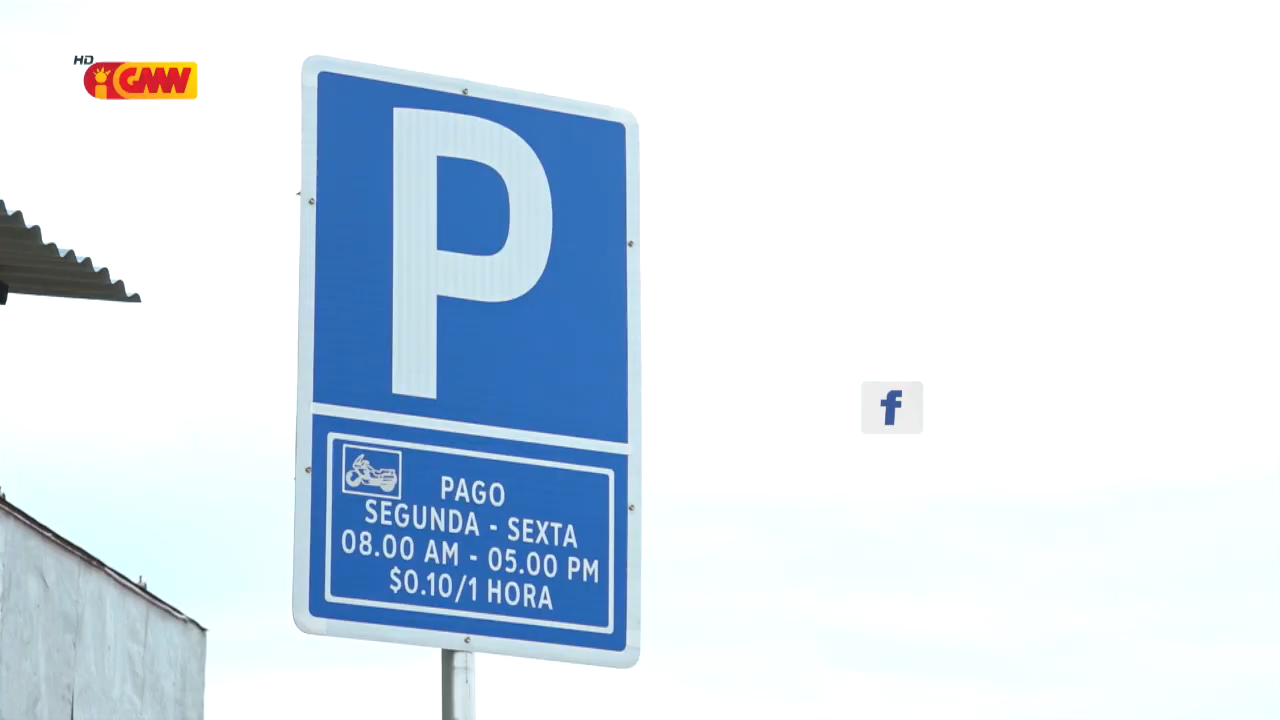 HD
GMN
P
PAGO
SEGUNDA - SEXTA
08.00 AM - 05.00 PM
$0.10/1 HORA
f